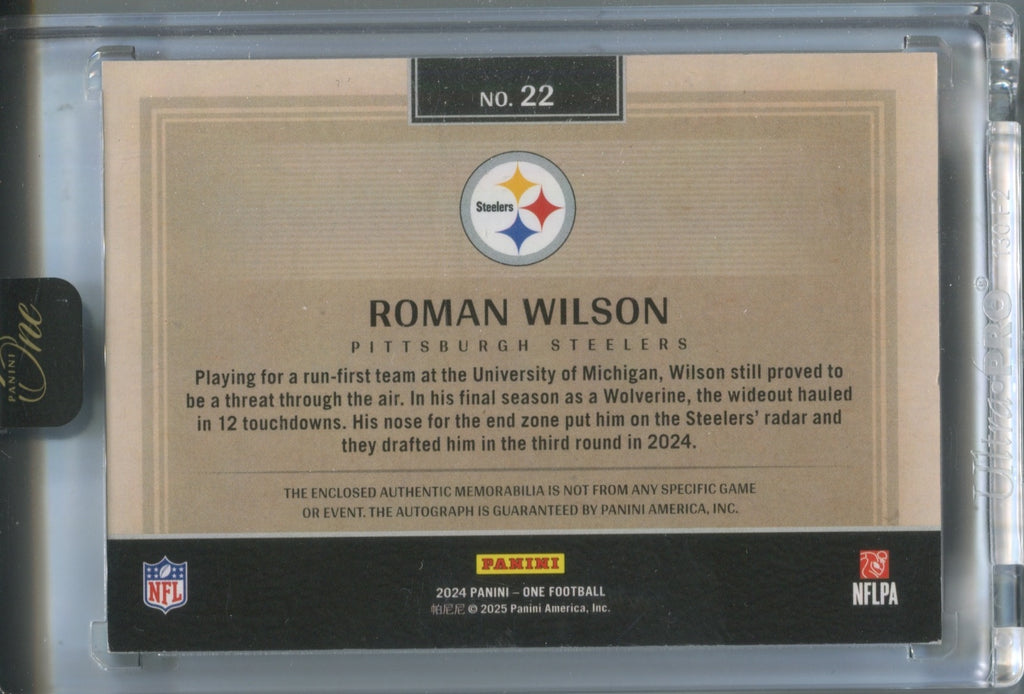 NO. 22
Steelers
ROMAN WILSON
PITTSBURGH STEELERS
Playing for a run-first team at the University of Michigan, Wilson still proved to
be a threat through the air. In his final season as a Wolverine, the wideout hauled
in 12 touchdowns. His nose for the end zone put him on the Steelers' radar and
they drafted him in the third round in 2024.
THE ENCLOSED AUTHENTIC MEMORABILIA IS NOT FROM ANY SPECIFIC GAME
OR EVENT. THE AUTOGRAPH IS GUARANTEED BY PANINI AMERICA, INC.
NFL
PANINI
2024 PANINI – ONE FOOTBALL
帕尼尼 © 2025 Panini America, Inc.
NFLPA
PANINI
One
UltraPRO®
130PT2